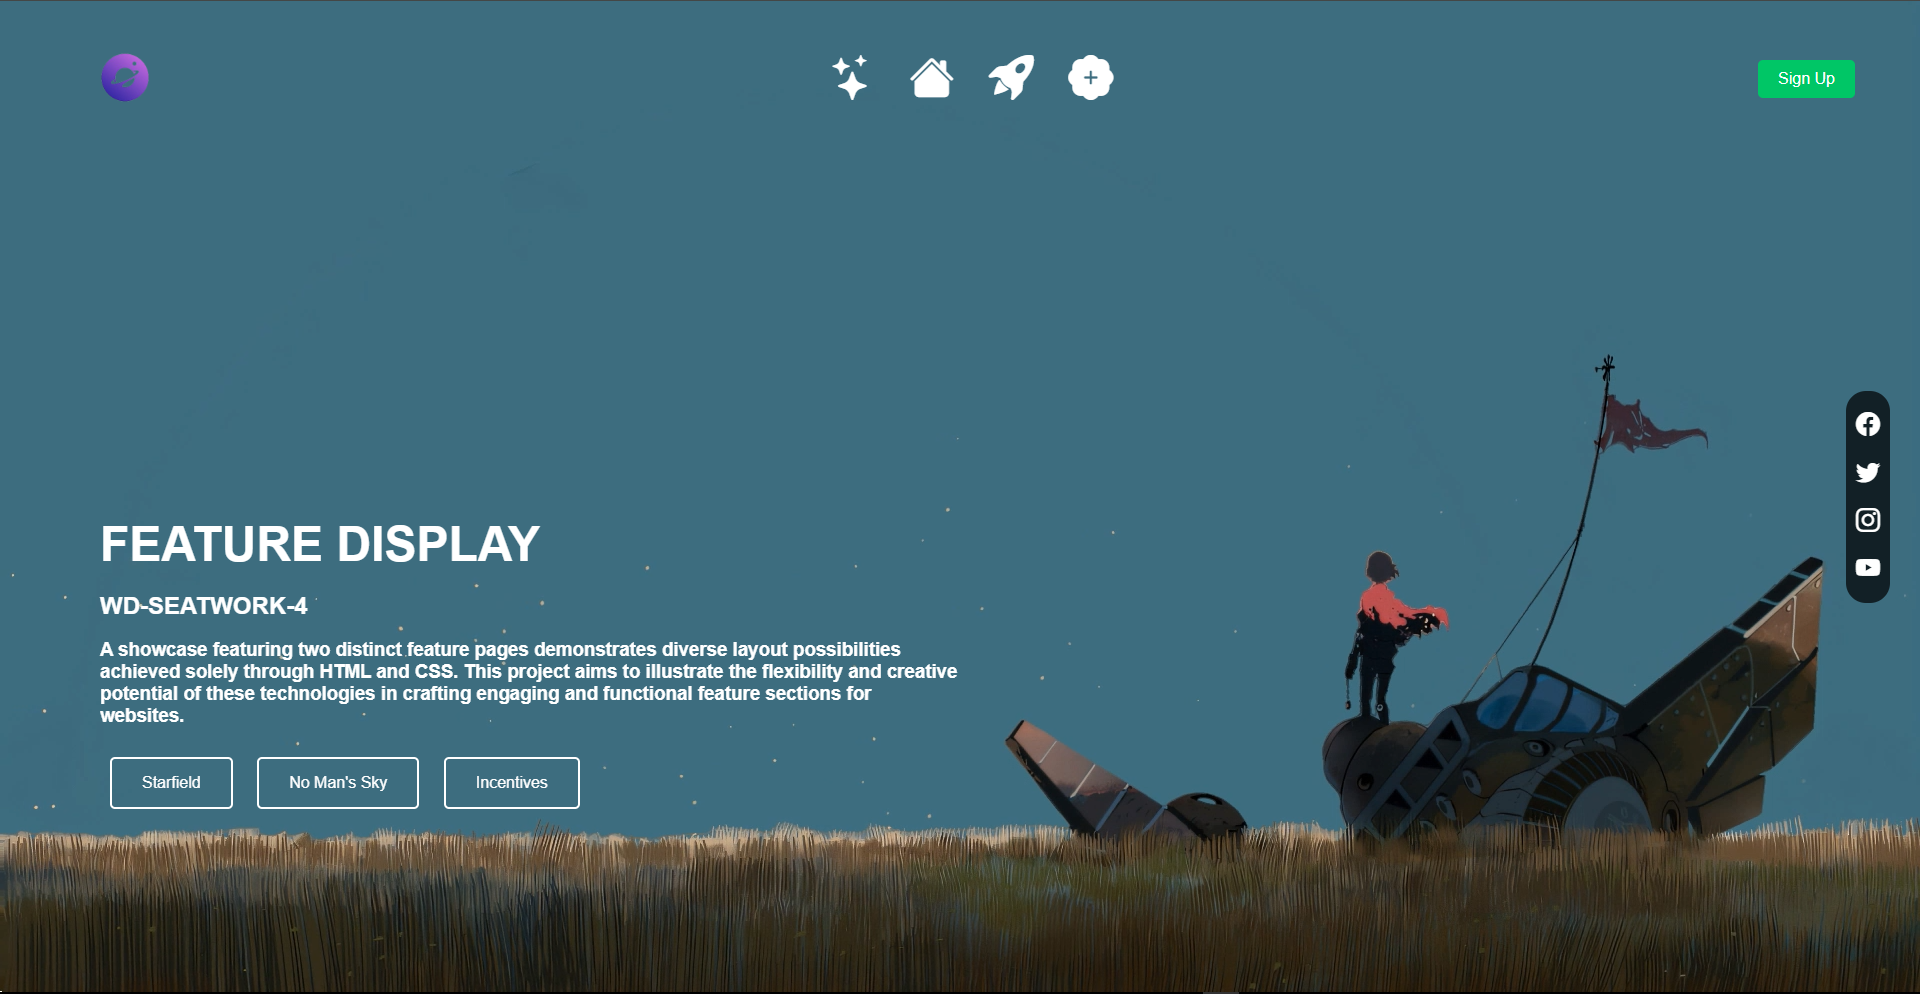 Sign Up
FEATURE DISPLAY
WD-SEATWORK-4
A showcase featuring two distinct feature pages demonstrates diverse layout possibilities
achieved solely through HTML and CSS. This project aims to illustrate the flexibility and creative
potential of these technologies in crafting engaging and functional feature sections for
websites.
Starfield
No Man's Sky
Incentives